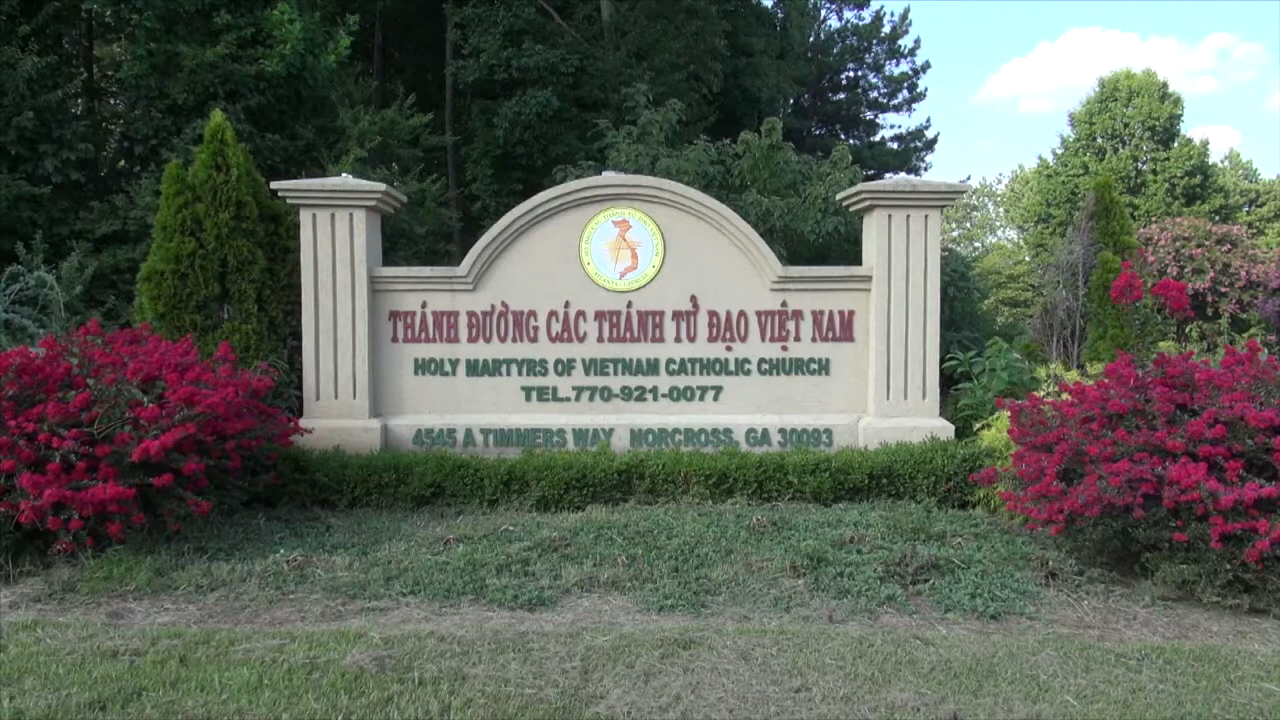 THÁNH ĐƯỜNG CÁC THÁNH TỬ ĐẠO VIỆT NAM
HOLY MARTYRS OF VIETNAM CATHOLIC CHURCH
TEL.770-921-0077
4545 A TIMMERS WAY NORCROSS, GA 30093